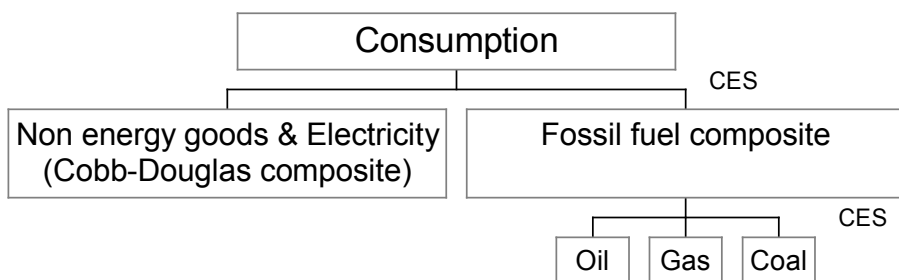 Consumption
CES
Non energy goods & Electricity
(Cobb-Douglas composite)
Fossil fuel composite
CES
Oil
Gas
Coal